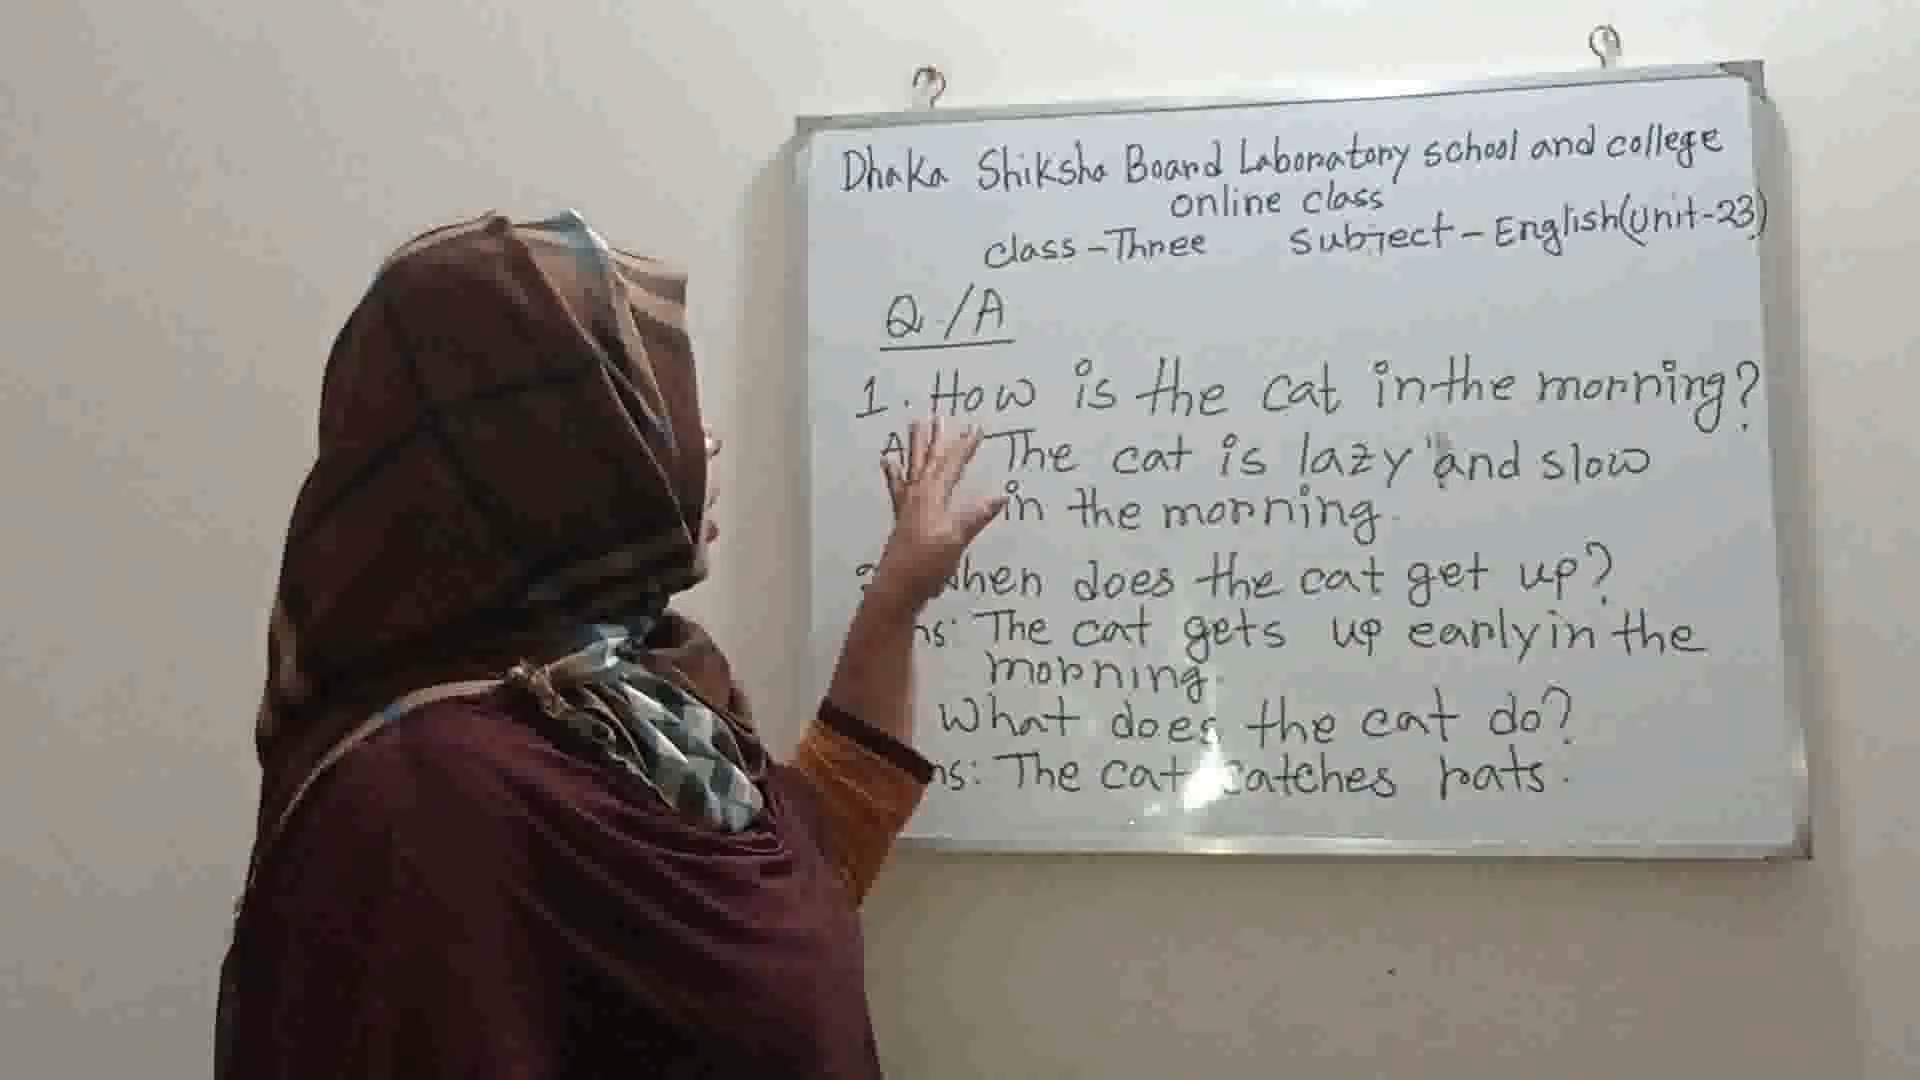 Dhaka Shiksha Board Laboratory school and college
online class
class-Three Subject-English(Unit-23)
Q/A
1. How is the cat in the morning?
The cat is lazy and slow
in the morning.
When does the cat get up?
The cat gets up early in the
morning.
What does the cat do?
The cat catches rats.